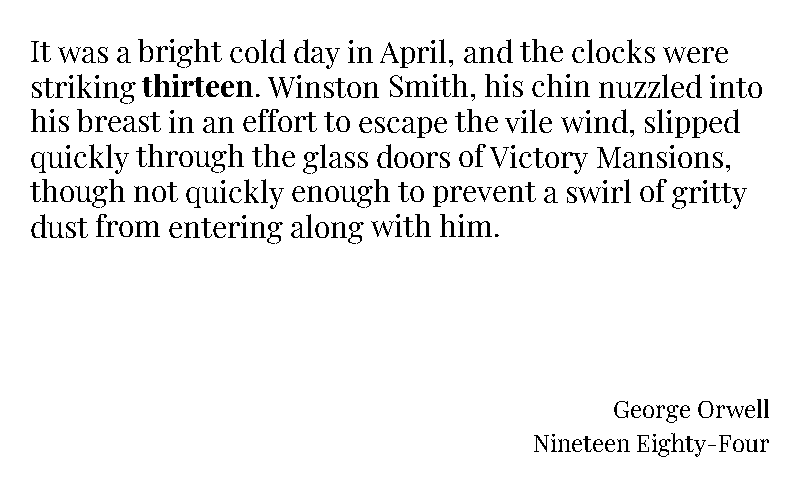 It was a bright cold day in April, and the clocks were
striking thirteen. Winston Smith, his chin nuzzled into
his breast in an effort to escape the vile wind, slipped
quickly through the glass doors of Victory Mansions,
though not quickly enough to prevent a swirl of gritty
dust from entering along with him.
George Orwell
Nineteen Eighty-Four